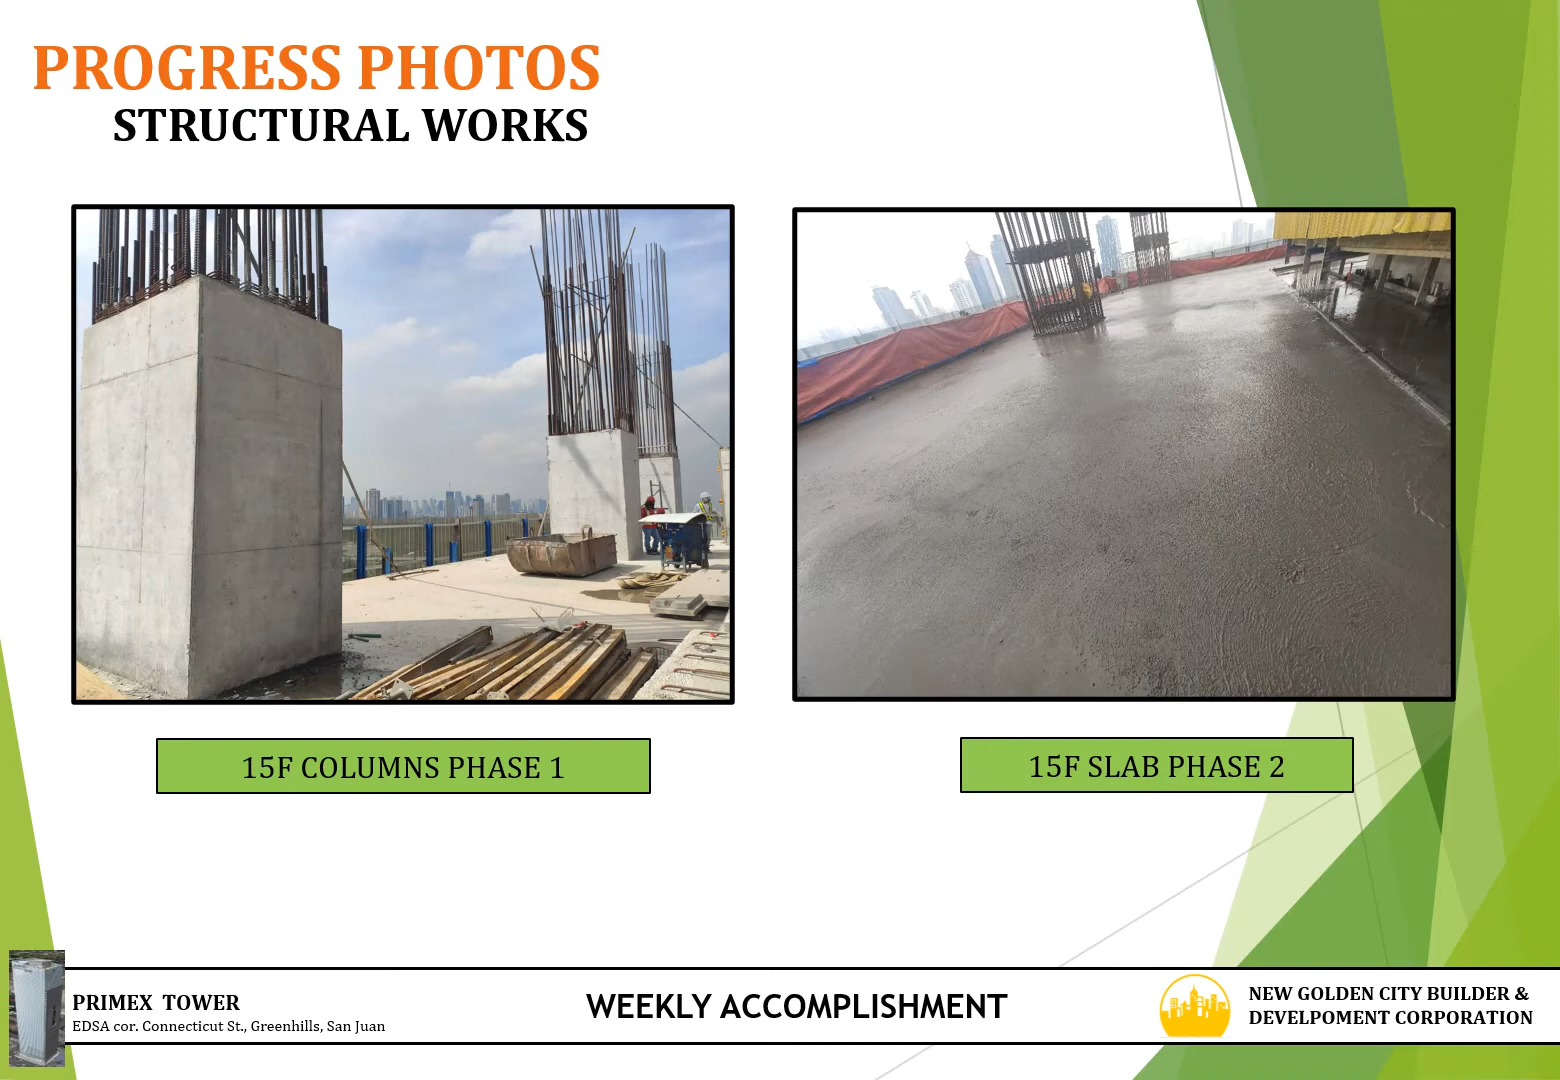 PROGRESS PHOTOS
STRUCTURAL WORKS
15F COLUMNS PHASE 1
15F SLAB PHASE 2
PRIMEX TOWER
EDSA cor. Connecticut St., Greenhills, San Juan
WEEKLY ACCOMPLISHMENT
NEW GOLDEN CITY BUILDER &
DEVELPOMENT CORPORATION